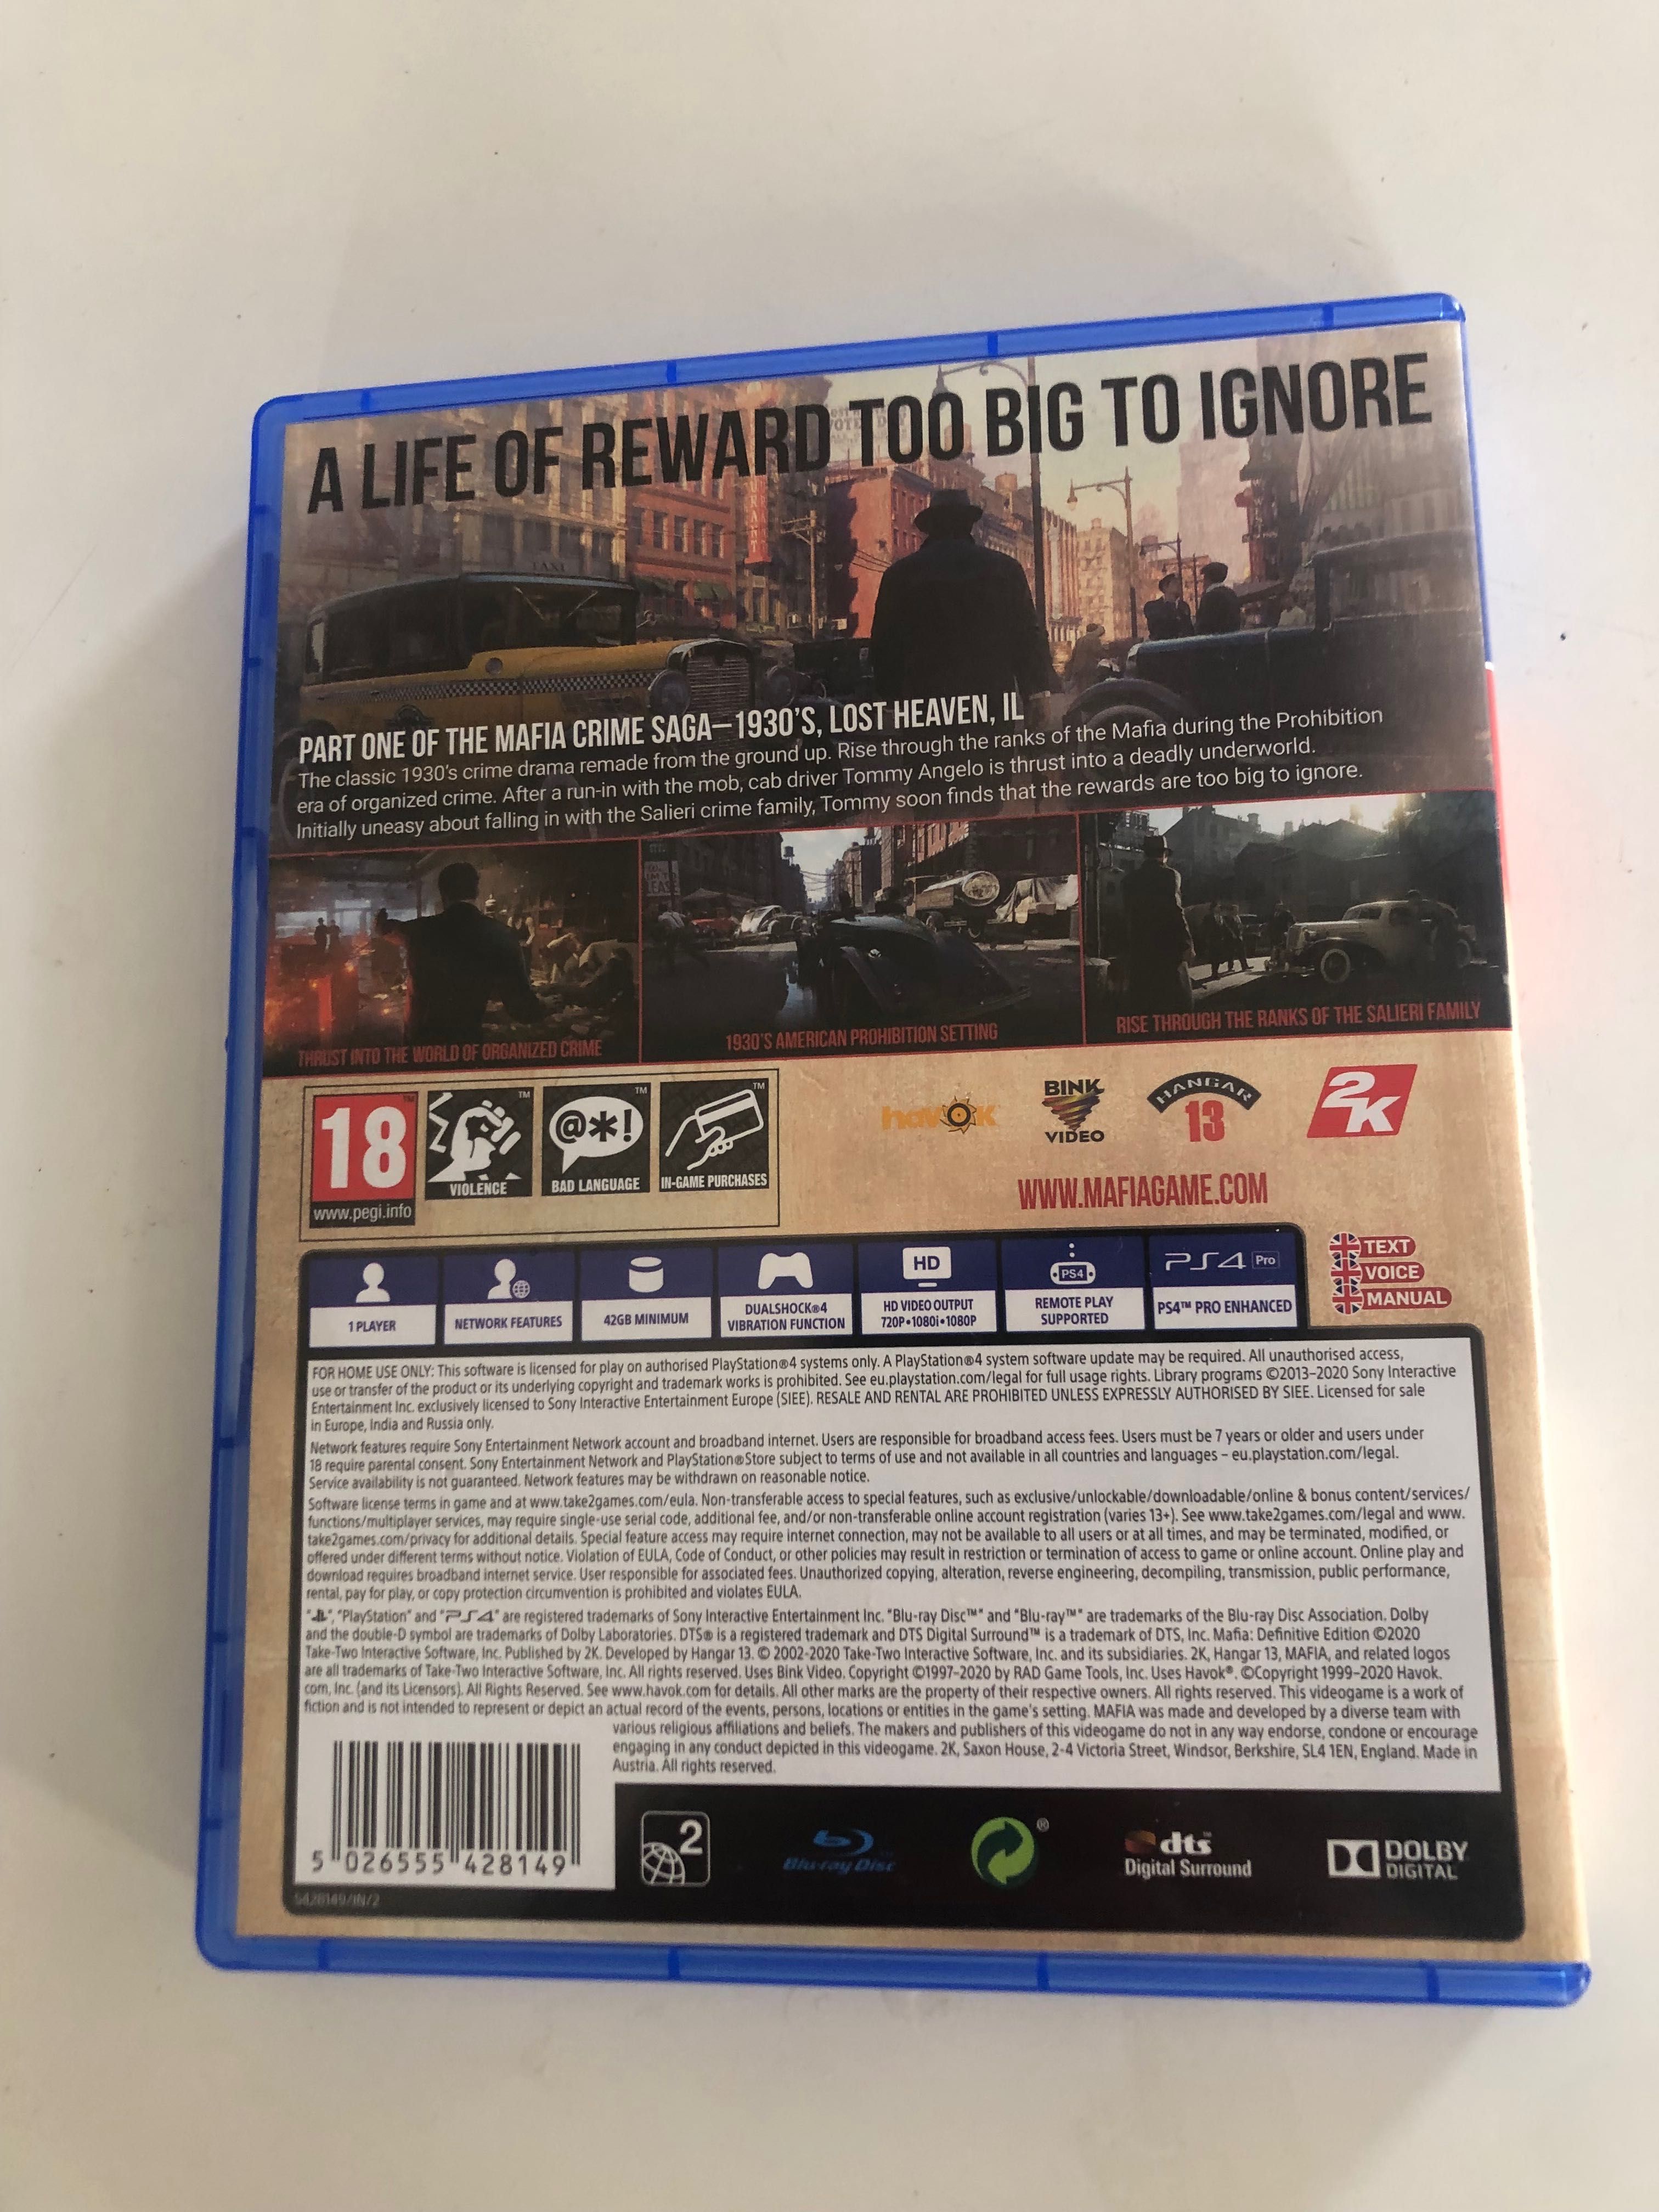 A LIFE OF REWARD TOO BIG TO IGNORE
TAXI
PART ONE OF THE MAFIA CRIME SAGA–1930'S, LOST HEAVEN, IL
The classic 1930's crime drama remade from the ground up. Rise through the ranks of the Mafia during the Prohibition
era of organized crime. After a run-in with the mob, cab driver Tommy Angelo is thrust into a deadly underworld.
Initially uneasy about falling in with the Salieri crime family, Tommy soon finds that the rewards are too big to ignore.
THRUST INTO THE WORLD OF ORGANIZED CRIME
1930'S AMERICAN PROHIBITION SETTING
RISE THROUGH THE RANKS OF THE SALIERI FAMILY
18
www.pegi.info
VIOLENCE
@*!
BAD LANGUAGE
IN-GAME PURCHASES
havok
BINK
VIDEO
HANGAR
13
2K
WWW.MAFIAGAME.COM
1 PLAYER
NETWORK FEATURES
42GB MINIMUM
DUALSHOCK®4
VIBRATION FUNCTION
HD
HD VIDEO OUTPUT
720P•1080i•1080P
PS4
REMOTE PLAY
SUPPORTED
PS4 Pro
PS4™ PRO ENHANCED
TEXT
VOICE
MANUAL
FOR HOME USE ONLY: This software is licensed for play on authorised PlayStation®4 systems only. A PlayStation®4 system software update may be required. All unauthorised access,
use or transfer of the product or its underlying copyright and trademark works is prohibited. See eu.playstation.com/legal for full usage rights. Library programs ©2013–2020 Sony Interactive
Entertainment Inc. exclusively licensed to Sony Interactive Entertainment Europe (SIEE). RESALE AND RENTAL ARE PROHIBITED UNLESS EXPRESSLY AUTHORISED BY SIEE. Licensed for sale
in Europe, India and Russia only.
Network features require Sony Entertainment Network account and broadband internet. Users are responsible for broadband access fees. Users must be 7 years or older and users under
18 require parental consent. Sony Entertainment Network and PlayStation®Store subject to terms of use and not available in all countries and languages – eu.playstation.com/legal.
Service availability is not guaranteed. Network features may be withdrawn on reasonable notice.
Software license terms in game and at www.take2games.com/eula. Non-transferable access to special features, such as exclusive/unlockable/downloadable/online & bonus content/services/
functions/multiplayer services, may require single-use serial code, additional fee, and/or non-transferable online account registration (varies 13+). See www.take2games.com/legal and www.
take2games.com/privacy for additional details. Special feature access may require internet connection, may not be available to all users or at all times, and may be terminated, modified, or
offered under different terms without notice. Violation of EULA, Code of Conduct, or other policies may result in restriction or termination of access to game or online account. Online play and
download requires broadband internet service. User responsible for associated fees. Unauthorized copying, alteration, reverse engineering, decompiling, transmission, public performance,
rental, pay for play, or copy protection circumvention is prohibited and violates EULA.
"PS", "PlayStation" and "PS4" are registered trademarks of Sony Interactive Entertainment Inc. "Blu-ray Disc™" and "Blu-ray™" are trademarks of the Blu-ray Disc Association. Dolby
and the double-D symbol are trademarks of Dolby Laboratories. DTS® is a registered trademark and DTS Digital Surround™ is a trademark of DTS, Inc. Mafia: Definitive Edition ©2020
Take-Two Interactive Software, Inc. Published by 2K. Developed by Hangar 13. © 2002-2020 Take-Two Interactive Software, Inc. and its subsidiaries. 2K, Hangar 13, MAFIA, and related logos
are all trademarks of Take-Two Interactive Software, Inc. All rights reserved. Uses Bink Video. Copyright ©1997-2020 by RAD Game Tools, Inc. Uses Havok®. ©Copyright 1999-2020 Havok.
com, Inc. (and its Licensors). All Rights Reserved. See www.havok.com for details. All other marks are the property of their respective owners. All rights reserved. This videogame is a work of
fiction and is not intended to represent or depict an actual record of the events, persons, locations or entities in the game's setting. MAFIA was made and developed by a diverse team with
various religious affiliations and beliefs. The makers and publishers of this videogame do not in any way endorse, condone or encourage
engaging in any conduct depicted in this videogame. 2K, Saxon House, 2-4 Victoria Street, Windsor, Berkshire, SL4 1EN, England. Made in
Austria. All rights reserved.
5 026555 428149
5428149/IN/2
2
Blu-ray Disc
®
dts
Digital Surround
DOLBY
DIGITAL